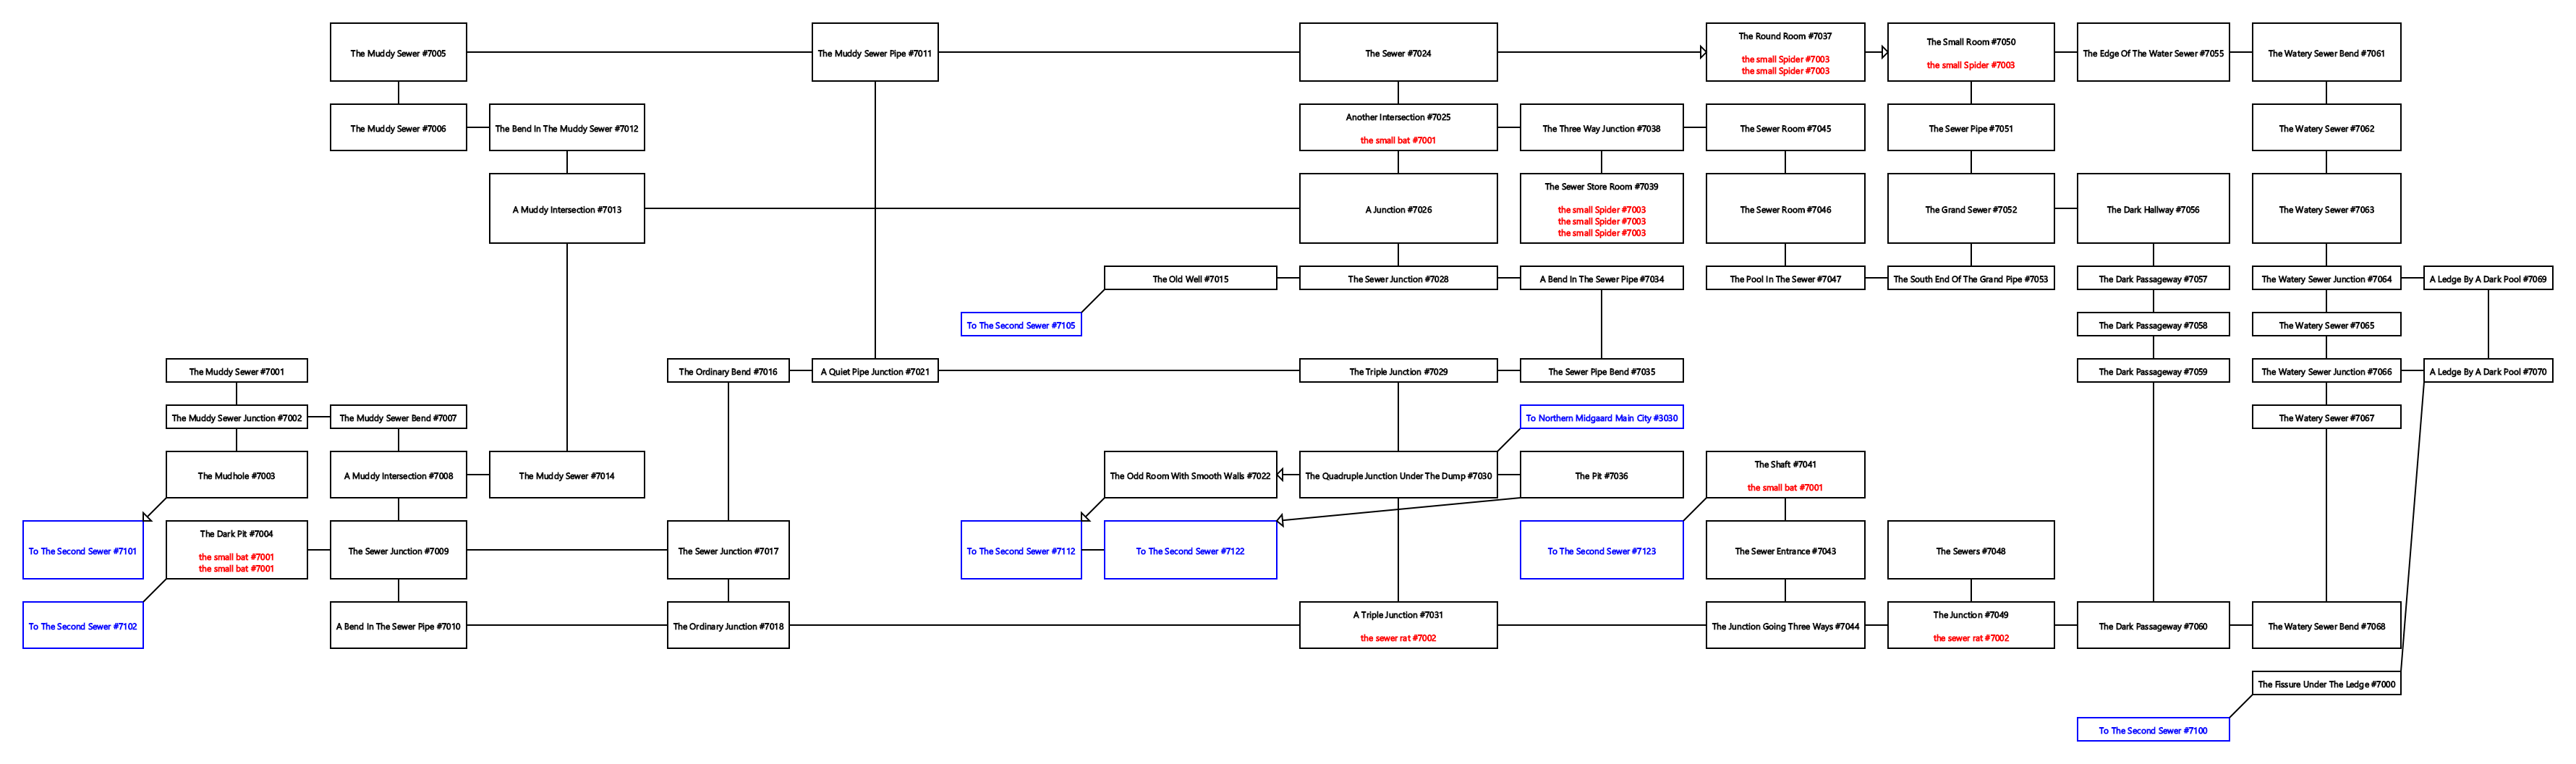 The Muddy Sewer #7005
The Muddy Sewer Pipe #7011
The Sewer #7024
The Round Room #7037
the small Spider #7003
the small Spider #7003
The Small Room #7050
the small Spider #7003
The Edge Of The Water Sewer #7055
The Watery Sewer Bend #7061
The Muddy Sewer #7006
The Bend In The Muddy Sewer #7012
Another Intersection #7025
the small bat #7001
The Three Way Junction #7038
The Sewer Room #7045
The Sewer Pipe #7051
The Watery Sewer #7062
A Muddy Intersection #7013
A Junction #7026
The Sewer Store Room #7039
the small Spider #7003
the small Spider #7003
the small Spider #7003
The Sewer Room #7046
The Grand Sewer #7052
The Dark Hallway #7056
The Watery Sewer #7063
The Old Well #7015
The Sewer Junction #7028
A Bend In The Sewer Pipe #7034
The Pool In The Sewer #7047
The South End Of The Grand Pipe #7053
The Dark Passageway #7057
The Watery Sewer Junction #7064
A Ledge By A Dark Pool #7069
To The Second Sewer #7105
The Dark Passageway #7058
The Watery Sewer #7065
The Muddy Sewer #7001
The Ordinary Bend #7016
A Quiet Pipe Junction #7021
The Triple Junction #7029
The Sewer Pipe Bend #7035
The Dark Passageway #7059
The Watery Sewer Junction #7066
A Ledge By A Dark Pool #7070
The Muddy Sewer Junction #7002
The Muddy Sewer Bend #7007
To Northern Midgaard Main City #3030
The Watery Sewer #7067
The Mudhole #7003
A Muddy Intersection #7008
The Muddy Sewer #7014
The Odd Room With Smooth Walls #7022
The Quadruple Junction Under The Dump #7030
The Pit #7036
The Shaft #7041
the small bat #7001
To The Second Sewer #7101
The Dark Pit #7004
the small bat #7001
the small bat #7001
The Sewer Junction #7009
The Sewer Junction #7017
To The Second Sewer #7112
To The Second Sewer #7122
To The Second Sewer #7123
The Sewer Entrance #7043
The Sewers #7048
To The Second Sewer #7102
A Bend In The Sewer Pipe #7010
The Ordinary Junction #7018
A Triple Junction #7031
the sewer rat #7002
The Junction Going Three Ways #7044
The Junction #7049
the sewer rat #7002
The Dark Passageway #7060
The Watery Sewer Bend #7068
The Fissure Under The Ledge #7000
To The Second Sewer #7100